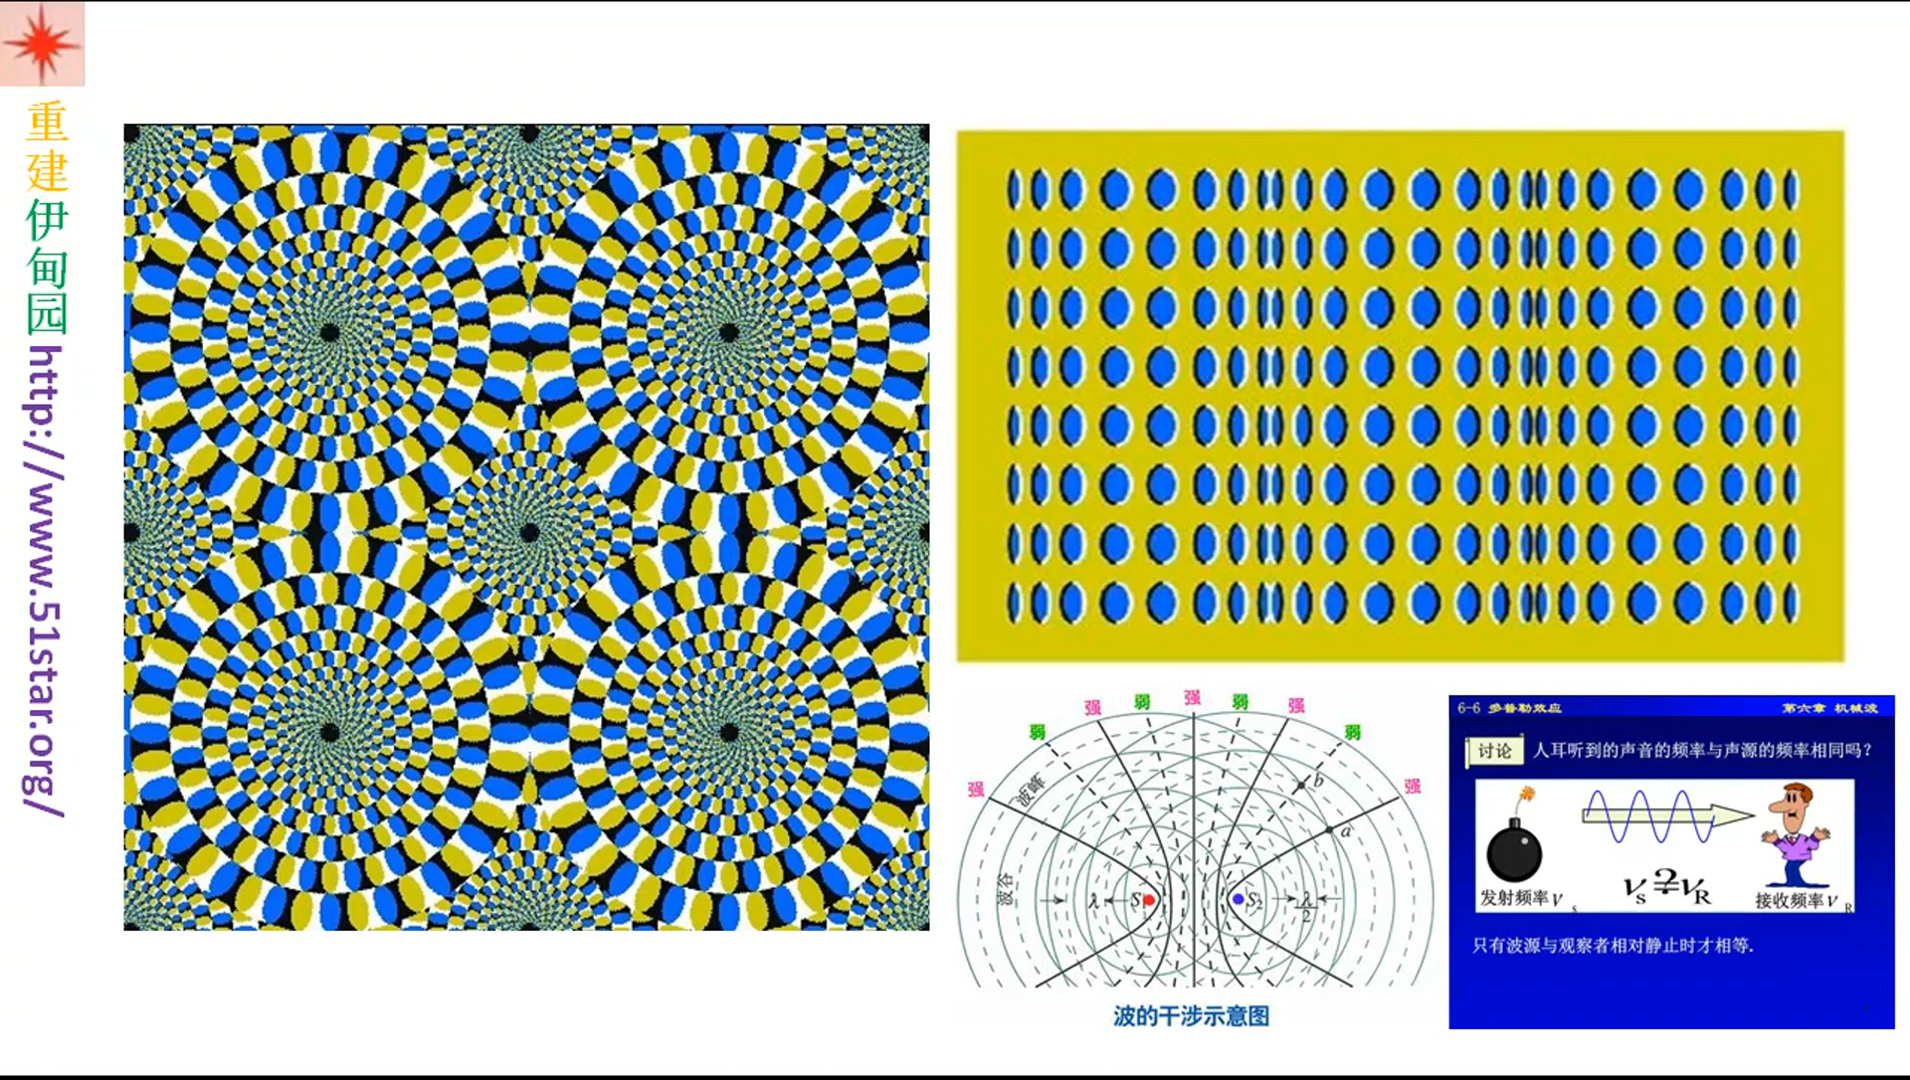 重建伊甸园 http://www.51star.org/
强
弱
强
弱
强
弱
强
弱
强
波峰
b
a
波谷
λ
S₁
S₂
λ/2
波的干涉示意图
6-6 多普勒效应
第六章 机械波
讨论
人耳听到的声音的频率与声源的频率相同吗?
发射频率ν s
接收频率ν R
只有波源与观察者相对静止时才相等.